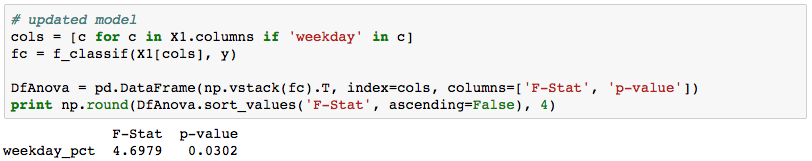 # updated model
cols = [c for c in X1.columns if 'weekday' in c]
fc = f_classif(X1[cols], y)
DfAnova = pd.DataFrame(np.vstack(fc).T, index=cols, columns=['F-Stat', 'p-value'])
print np.round(DfAnova.sort_values('F-Stat', ascending=False), 4)
F-Stat p-value
weekday_pct 4.6979 0.0302